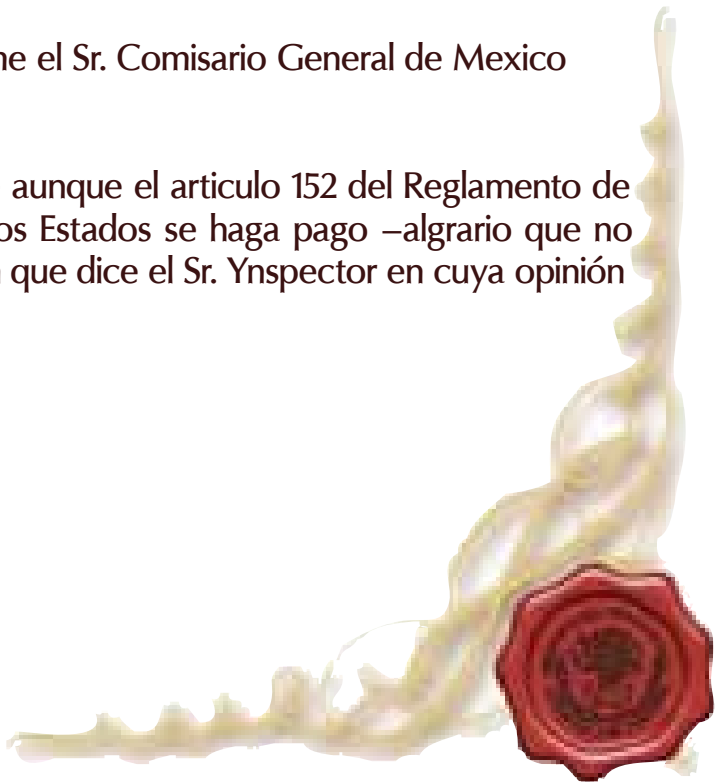 ne el Sr. Comisario General de Mexico
aunque el articulo 152 del Reglamento de
os Estados se haga pago –algrario que no
que dice el Sr. Ynspector en cuya opinión